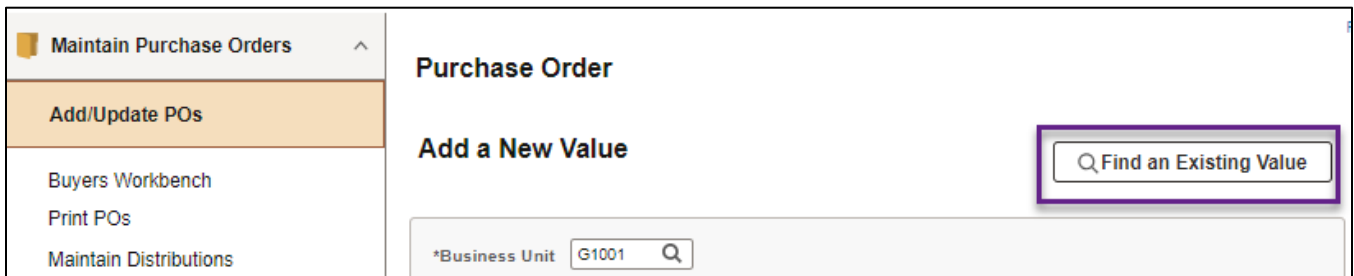 Maintain Purchase Orders
Add/Update POs
Buyers Workbench
Print POs
Maintain Distributions
Purchase Order
Add a New Value
Find an Existing Value
*Business Unit G1001